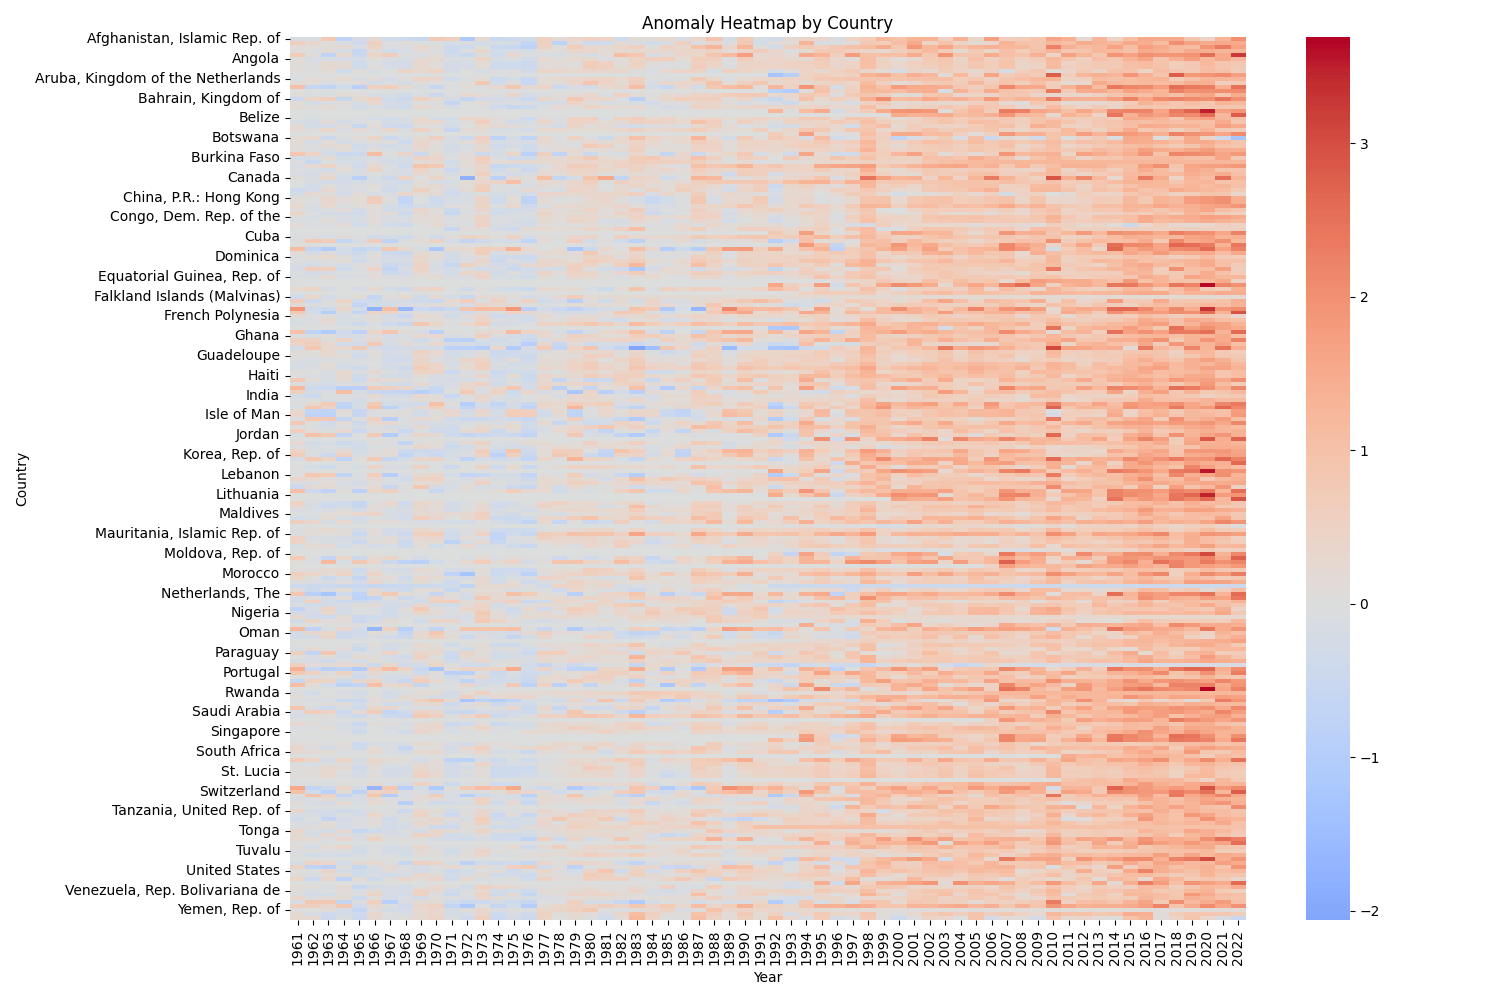 Anomaly Heatmap by Country
Afghanistan, Islamic Rep. of
Angola
Aruba, Kingdom of the Netherlands
Bahrain, Kingdom of
Belize
Botswana
Burkina Faso
Canada
China, P.R.: Hong Kong
Congo, Dem. Rep. of the
Cuba
Dominica
Equatorial Guinea, Rep. of
Falkland Islands (Malvinas)
French Polynesia
Ghana
Guadeloupe
Haiti
India
Isle of Man
Jordan
Korea, Rep. of
Lebanon
Lithuania
Maldives
Mauritania, Islamic Rep. of
Moldova, Rep. of
Morocco
Netherlands, The
Nigeria
Oman
Paraguay
Portugal
Rwanda
Saudi Arabia
Singapore
South Africa
St. Lucia
Switzerland
Tanzania, United Rep. of
Tonga
Tuvalu
United States
Venezuela, Rep. Bolivariana de
Yemen, Rep. of
Country
1961
1962
1963
1964
1965
1966
1967
1968
1969
1970
1971
1972
1973
1974
1975
1976
1977
1978
1979
1980
1981
1982
1983
1984
1985
1986
1987
1988
1989
1990
1991
1992
1993
1994
1995
1996
1997
1998
1999
2000
2001
2002
2003
2004
2005
2006
2007
2008
2009
2010
2011
2012
2013
2014
2015
2016
2017
2018
2019
2020
2021
2022
Year
3
2
1
0
−1
−2